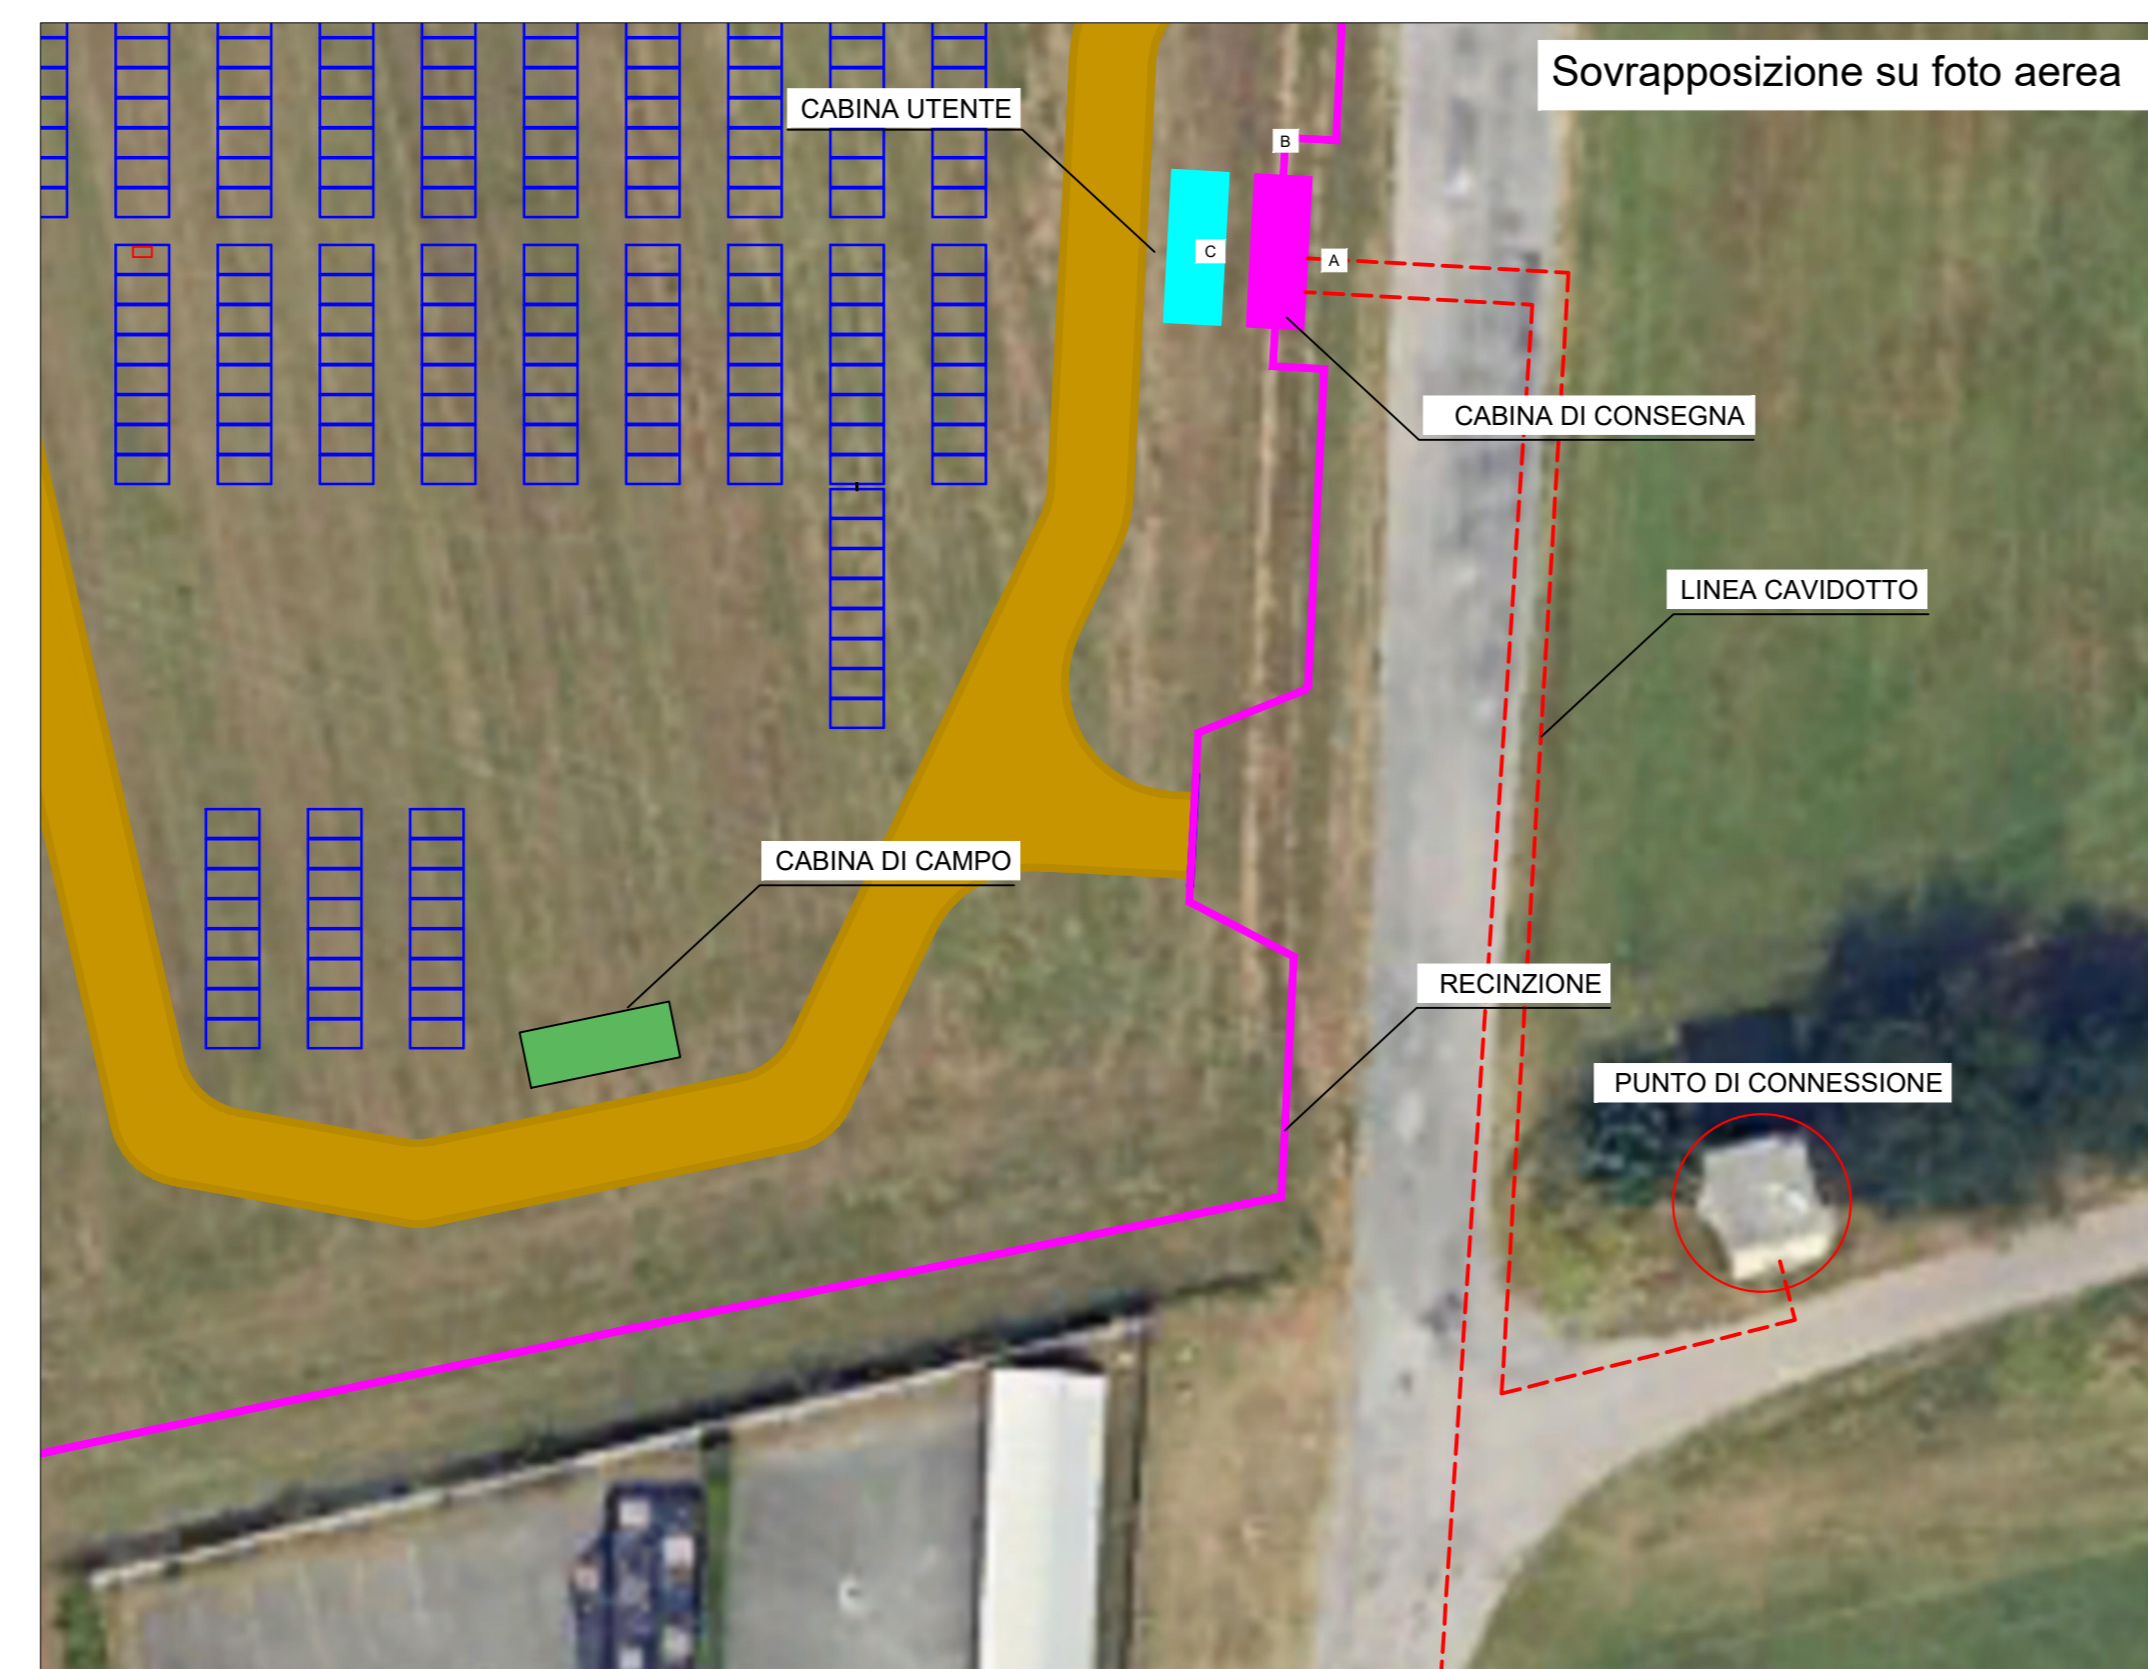 Sovrapposizione su foto aerea
CABINA UTENTE
B
C
A
CABINA DI CONSEGNA
LINEA CAVIDOTTO
CABINA DI CAMPO
RECINZIONE
PUNTO DI CONNESSIONE